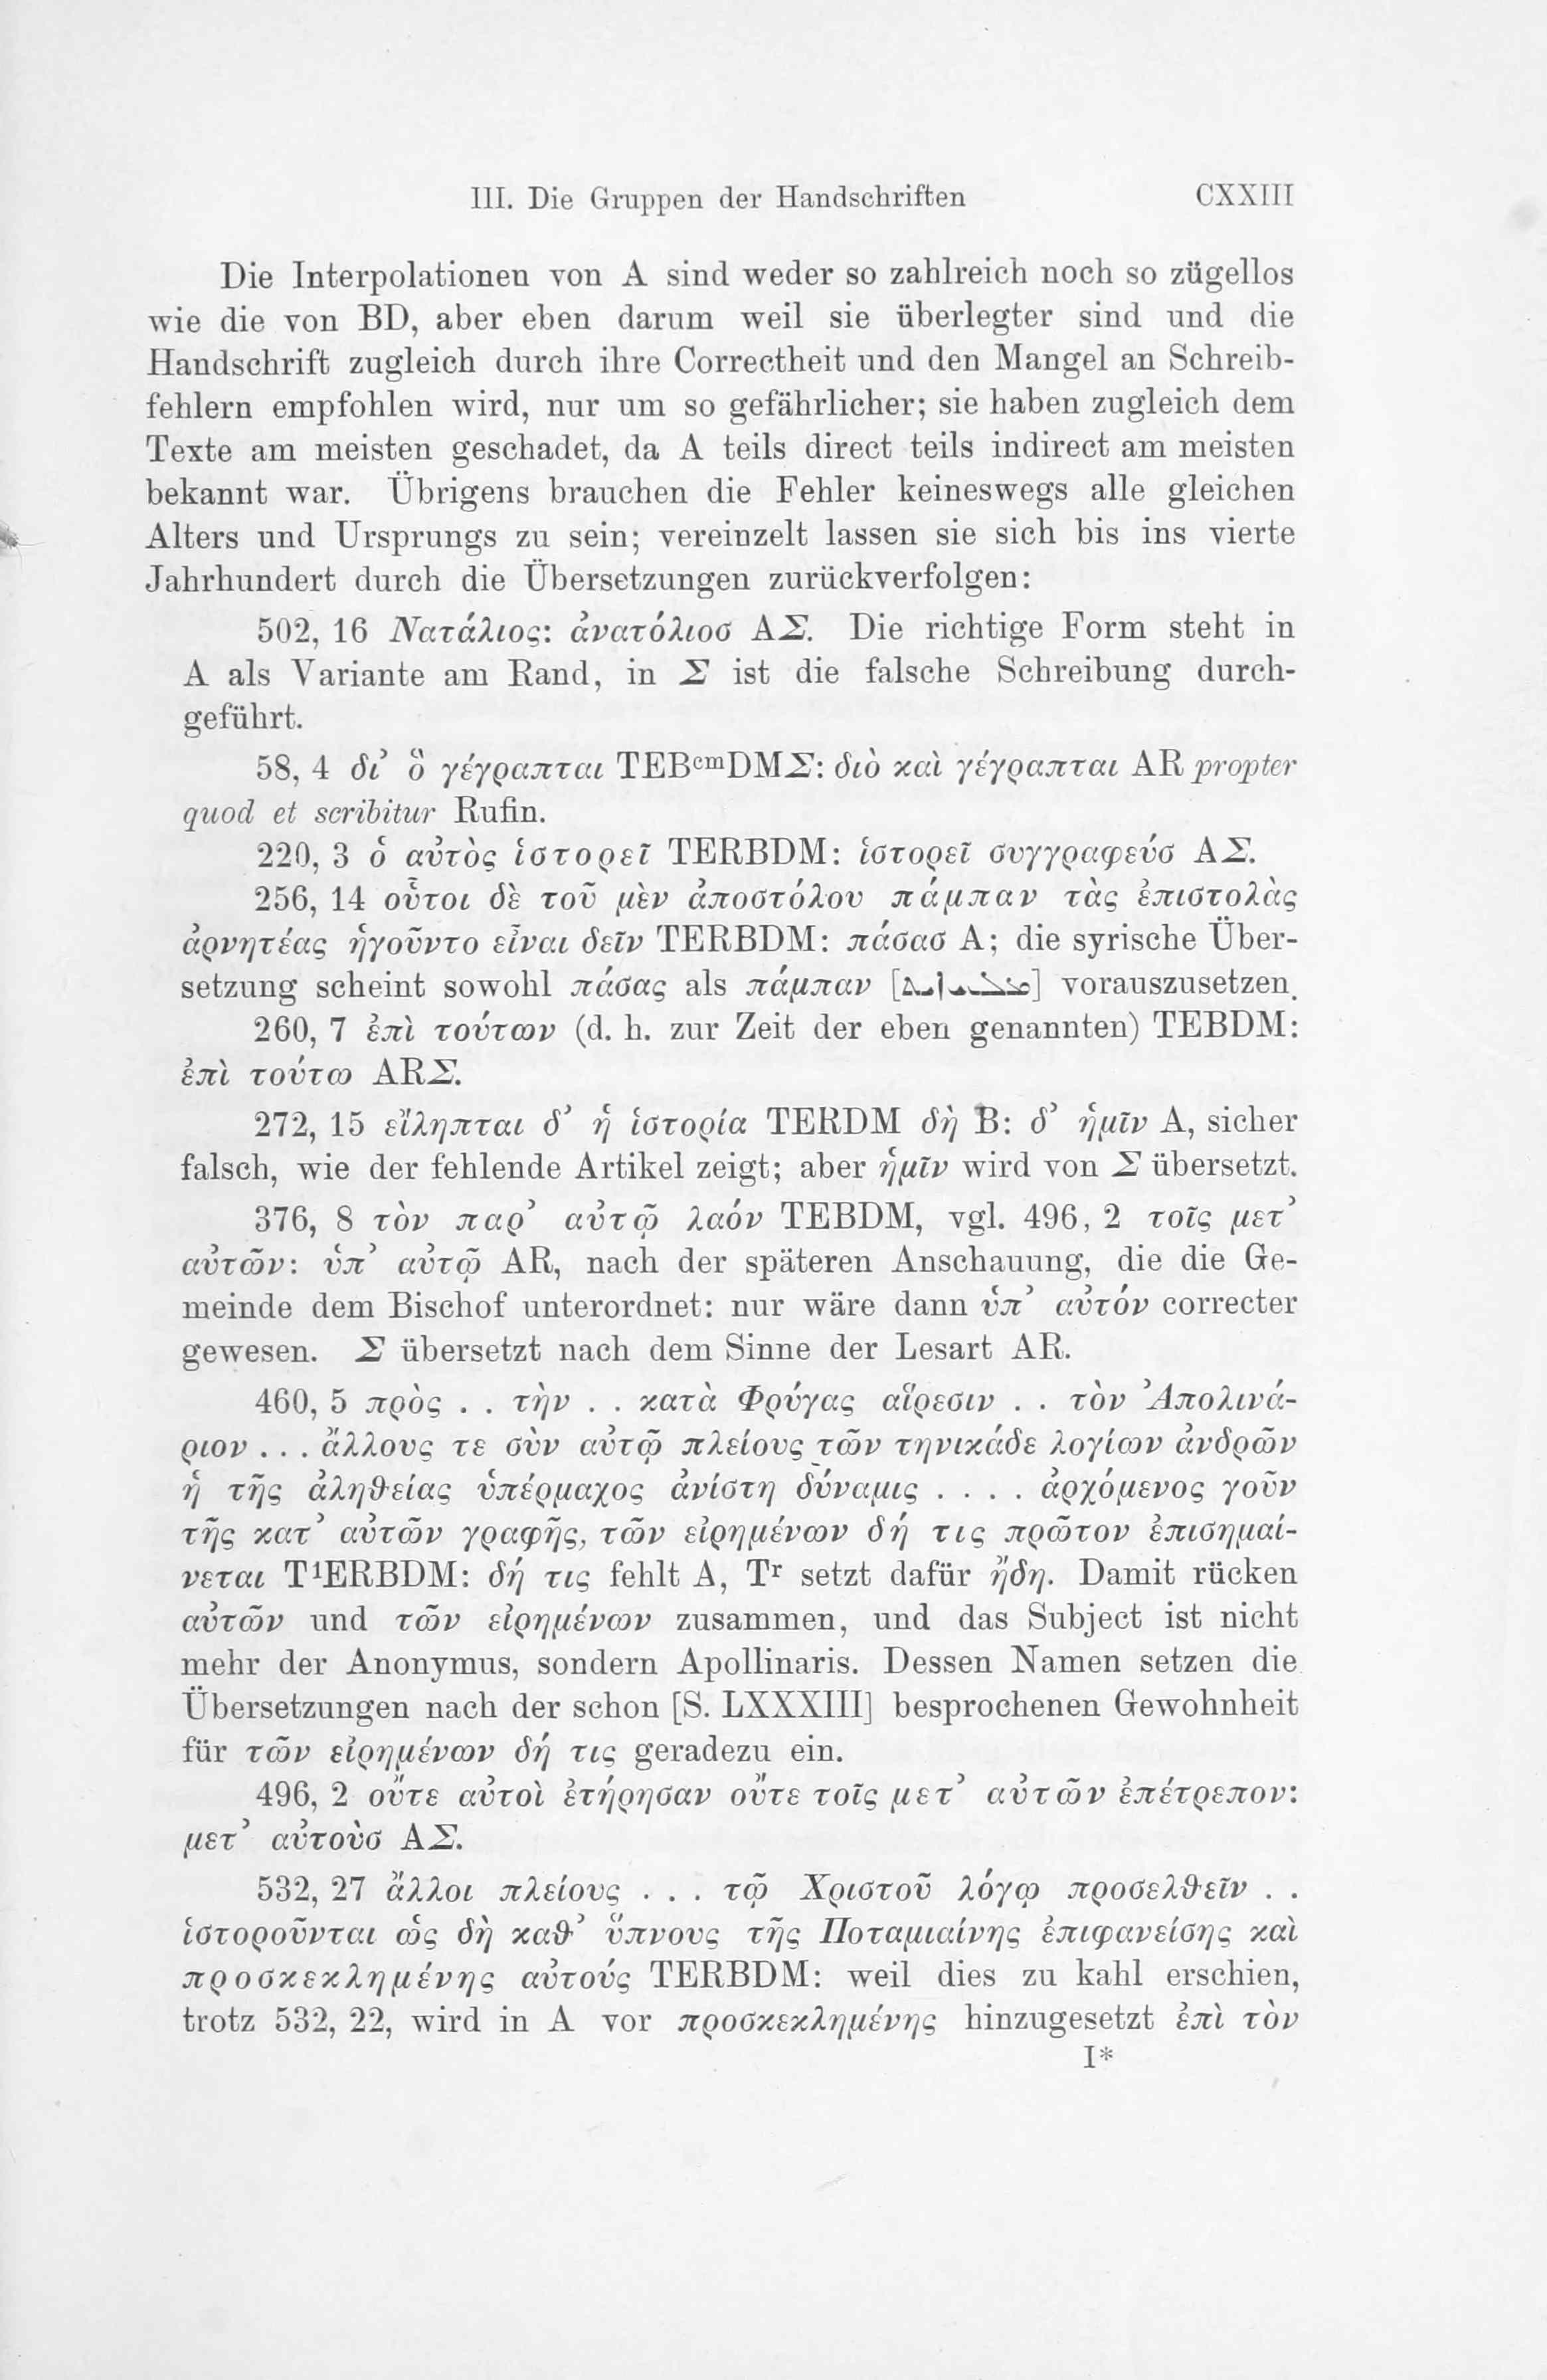 III. Die Gruppen der Handschriften CXXIII
Die Interpolationen von A sind weder so zahlreich noch so zügellos
wie die von BD, aber eben darum weil sie überlegter sind und die
Handschrift zugleich durch ihre Correctheit und den Mangel an Schreib-
fehlern empfohlen wird, nur um so gefährlicher; sie haben zugleich dem
Texte am meisten geschadet, da A teils direct teils indirect am meisten
bekannt war. Übrigens brauchen die Fehler keineswegs alle gleichen
Alters und Ursprungs zu sein; vereinzelt lassen sie sich bis ins vierte
Jahrhundert durch die Übersetzungen zurückverfolgen:
502, 16 Νατάλιος: ἀνατόλιοσ ΑΣ. Die richtige Form steht in
A als Variante am Rand, in Σ ist die falsche Schreibung durch-
geführt.
58, 4 δι᾽ ὃ γέγραπται TEBᶜᵐDMΣ: διὸ καὶ γέγραπται AR propter
quod et scribitur Rufin.
220, 3 ὁ αὐτὸς ἱστορεῖ TERBDM: ἱστορεῖ συγγραφεύσ ΑΣ.
256, 14 οὗτοι δὲ τοῦ μὲν ἀποστόλου πάμπαν τὰς ἐπιστολὰς
ἀρνητέας ἡγοῦντο εἶναι δεῖν TERBDM: πάσασ A; die syrische Über-
setzung scheint sowohl πάσας als πάμπαν [] vorauszusetzen.
260, 7 ἐπὶ τούτων (d. h. zur Zeit der eben genannten) TEBDM:
ἐπὶ τούτω ARΣ.
272, 15 εἴληπται δ᾽ ἡ ἱστορία TERDM δὴ B: δ᾽ ἡμῖν A, sicher
falsch, wie der fehlende Artikel zeigt; aber ἡμῖν wird von Σ übersetzt.
376, 8 τὸν παρ᾽ αὐτῷ λαόν TEBDM, vgl. 496, 2 τοῖς μετ᾽
αὐτῶν: ὑπ᾽ αὐτῷ AR, nach der späteren Anschauung, die die Ge-
meinde dem Bischof unterordnet: nur wäre dann ὑπ᾽ αὐτόν correcter
gewesen. Σ übersetzt nach dem Sinne der Lesart AR.
460, 5 πρὸς . . τὴν . . κατὰ Φρύγας αἵρεσιν . . τὸν Ἀπολινά-
ριον . . . ἄλλους τε σὺν αὐτῷ πλείους τῶν τηνικάδε λογίων ἀνδρῶν
ἡ τῆς ἀληθείας ὑπέρμαχος ἀνίστη δύναμις . . . . ἀρχόμενος γοῦν
τῆς κατ᾽ αὐτῶν γραφῆς, τῶν εἰρημένων δή τις πρῶτον ἐπισημαί-
νεται T¹ERBDM: δή τις fehlt A, Tʳ setzt dafür ἤδη. Damit rücken
αὐτῶν und τῶν εἰρημένων zusammen, und das Subject ist nicht
mehr der Anonymus, sondern Apollinaris. Dessen Namen setzen die
Übersetzungen nach der schon [S. LXXXIII] besprochenen Gewohnheit
für τῶν εἰρημένων δή τις geradezu ein.
496, 2 οὔτε αὐτοὶ ἐτήρησαν οὔτε τοῖς μετ᾽ αὐτῶν ἐπέτρεπον:
μετ᾽ αὐτοὺσ ΑΣ.
532, 27 ἄλλοι πλείους . . . τῷ Χριστοῦ λόγῳ προσελθεῖν . .
ἱστοροῦνται ὡς δὴ καθ᾽ ὕπνους τῆς Ποταμιαίνης ἐπιφανείσης καὶ
προσκεκλημένης αὐτούς TERBDM: weil dies zu kahl erschien,
trotz 532, 22, wird in A vor προσκεκλημένης hinzugesetzt ἐπὶ τὸν
I*